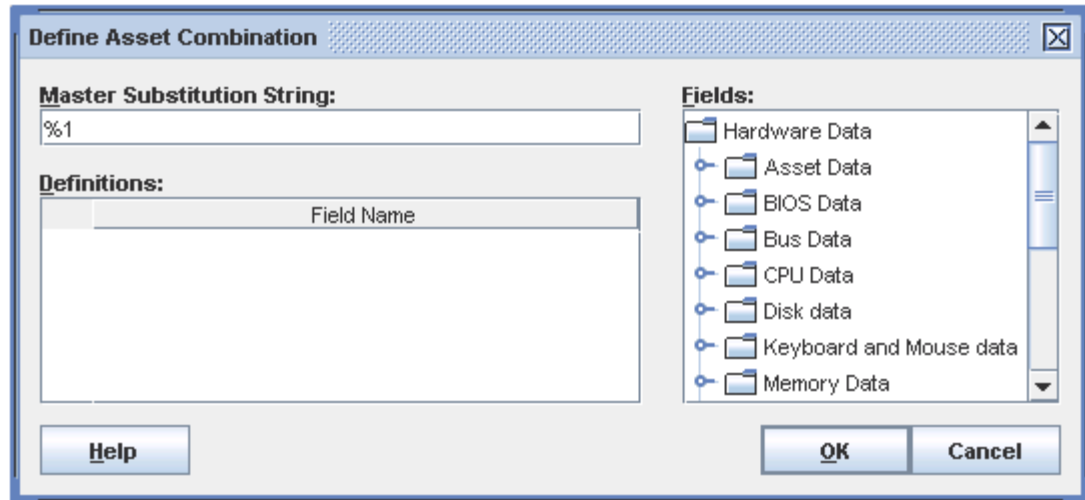 Define Asset Combination
Master Substitution String:
%1
Definitions:
Field Name
Fields:
Hardware Data
Asset Data
BIOS Data
Bus Data
CPU Data
Disk data
Keyboard and Mouse data
Memory Data
Help
OK
Cancel